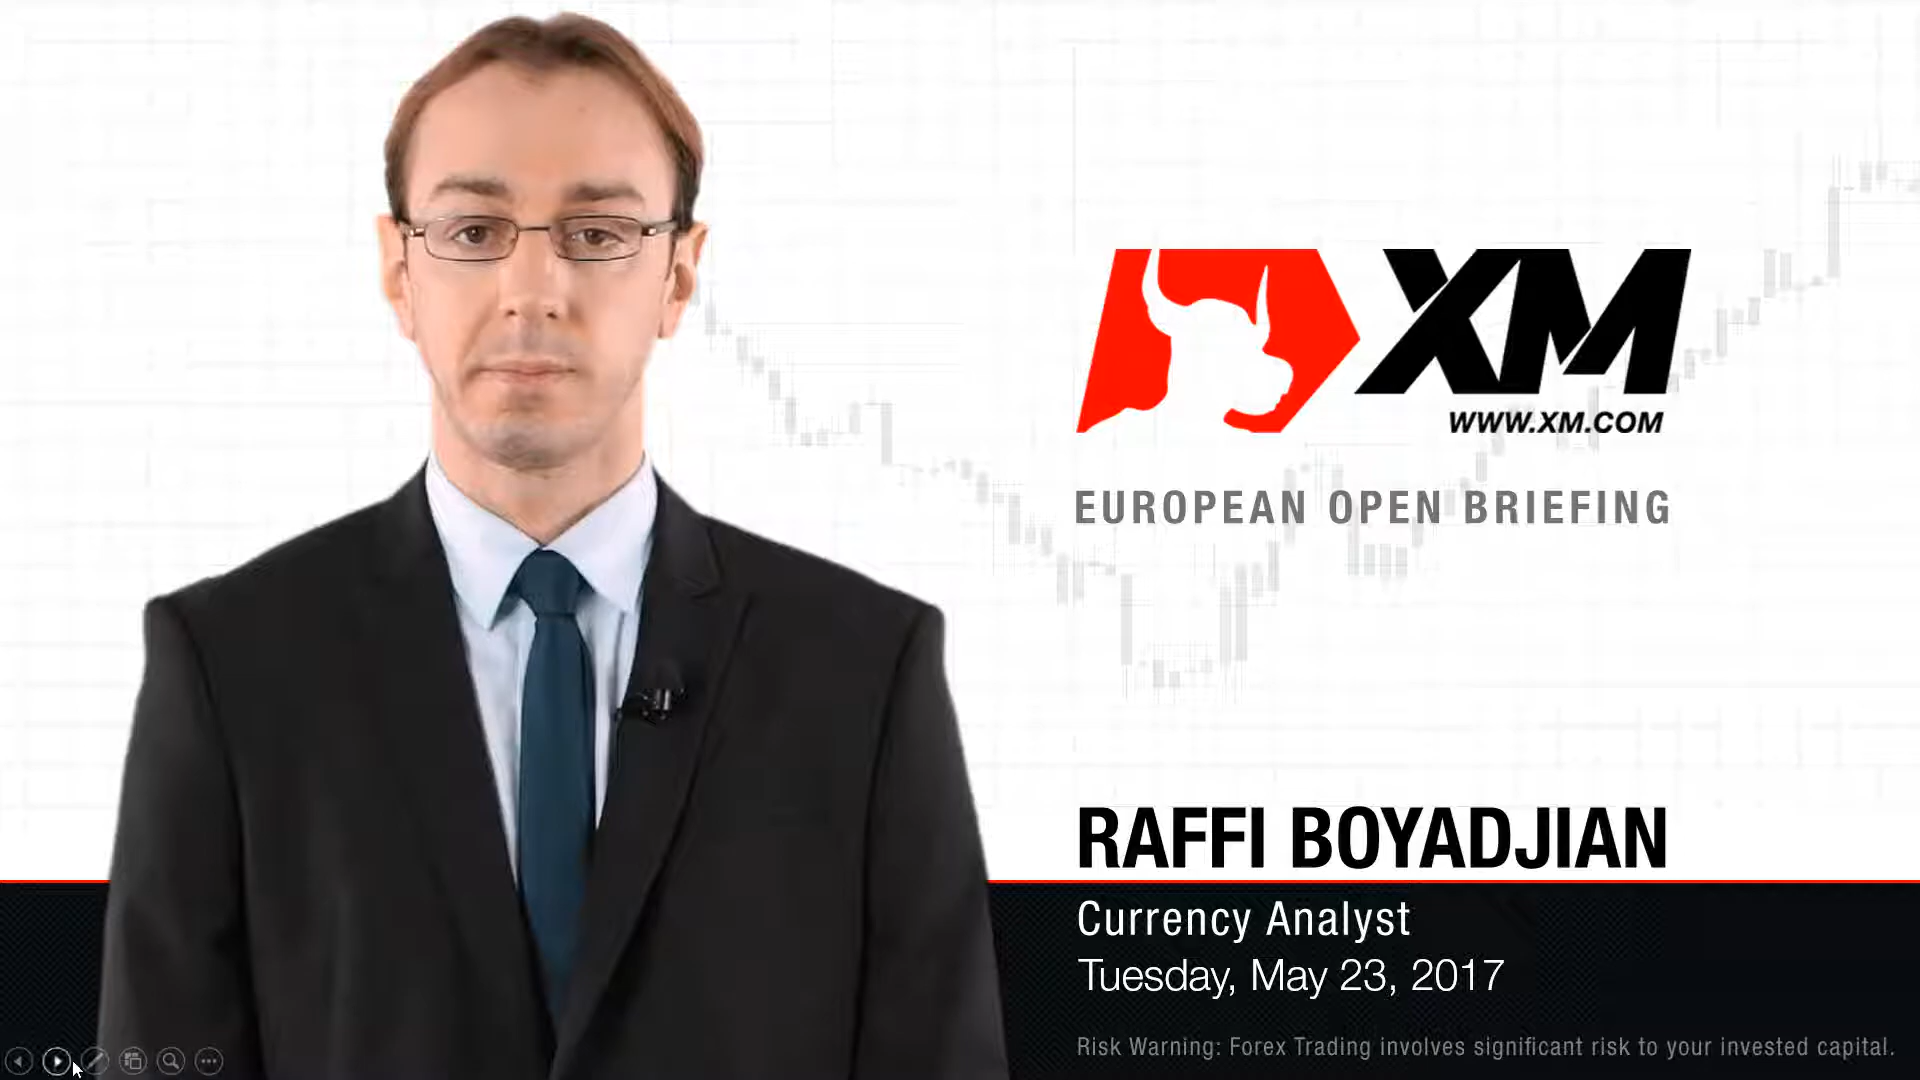 XM
WWW.XM.COM
EUROPEAN OPEN BRIEFING
RAFFI BOYADJIAN
Currency Analyst
Tuesday, May 23, 2017
Risk Warning: Forex Trading involves significant risk to your invested capital.